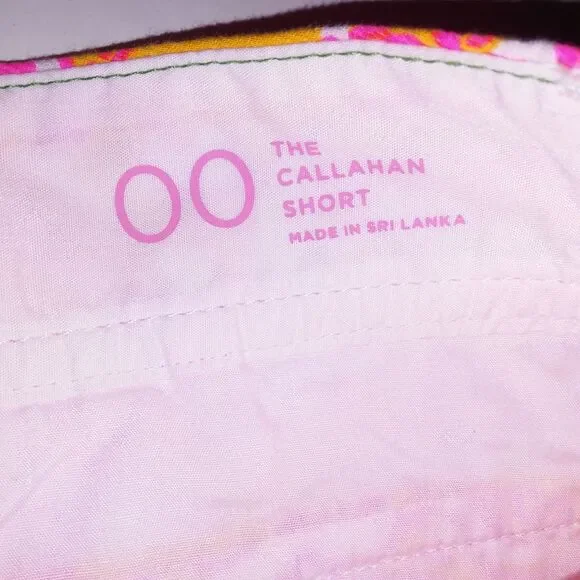 00
THE
CALLAHAN
SHORT
MADE IN SRI LANKA